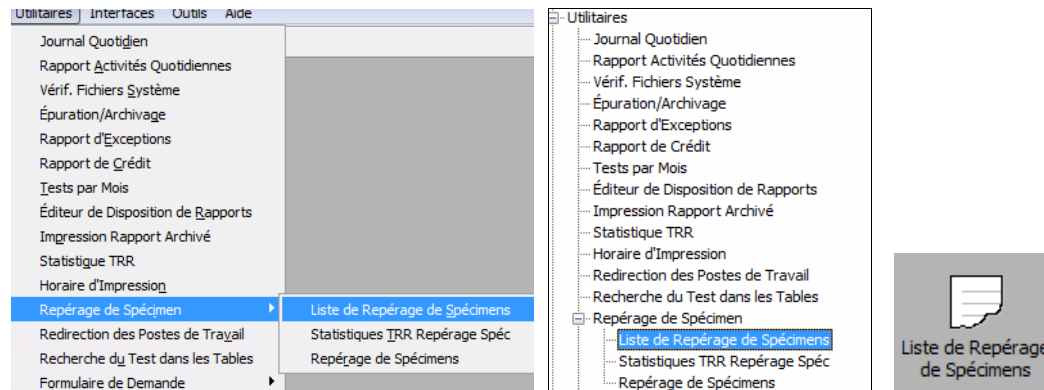 Utilitaires Interfaces Outils Aide
Journal Quotidien
Rapport Activités Quotidiennes
Vérif. Fichiers Système
Épuration/Archivage
Rapport d'Exceptions
Rapport de Crédit
Tests par Mois
Éditeur de Disposition de Rapports
Impression Rapport Archivé
Statistique TRR
Horaire d'Impression
Repérage de Spécimen
Redirection des Postes de Travail
Recherche du Test dans les Tables
Formulaire de Demande
Liste de Repérage de Spécimens
Statistiques TRR Repérage Spéc
Repérage de Spécimens
Utilitaires
Journal Quotidien
Rapport Activités Quotidiennes
Vérif. Fichiers Système
Épuration/Archivage
Rapport d'Exceptions
Rapport de Crédit
Tests par Mois
Éditeur de Disposition de Rapports
Impression Rapport Archivé
Statistique TRR
Horaire d'Impression
Redirection des Postes de Travail
Recherche du Test dans les Tables
Repérage de Spécimen
Liste de Repérage de Spécimens
Statistiques TRR Repérage Spéc
Repérage de Spécimens
Liste de Repérage
de Spécimens